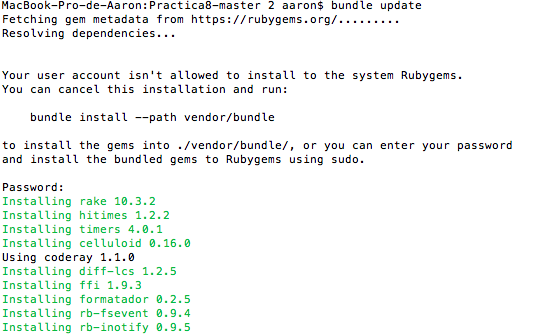 MacBook-Pro-de-Aaron:Practica8-master 2 aaron$ bundle update
Fetching gem metadata from https://rubygems.org/.........
Resolving dependencies...
Your user account isn't allowed to install to the system Rubygems.
You can cancel this installation and run:
bundle install --path vendor/bundle
to install the gems into ./vendor/bundle/, or you can enter your password
and install the bundled gems to Rubygems using sudo.
Password:
Installing rake 10.3.2
Installing hitimes 1.2.2
Installing timers 4.0.1
Installing celluloid 0.16.0
Using coderay 1.1.0
Installing diff-lcs 1.2.5
Installing ffi 1.9.3
Installing formatador 0.2.5
Installing rb-fsevent 0.9.4
Installing rb-inotify 0.9.5